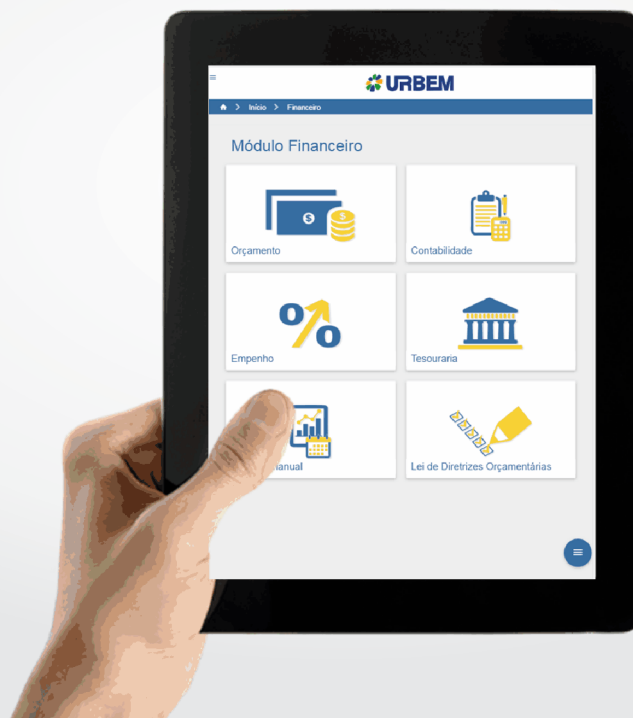 URBEM
Início > Financeiro
Módulo Financeiro
Orçamento
Contabilidade
Empenho
Tesouraria
Lei de Diretrizes Orçamentárias